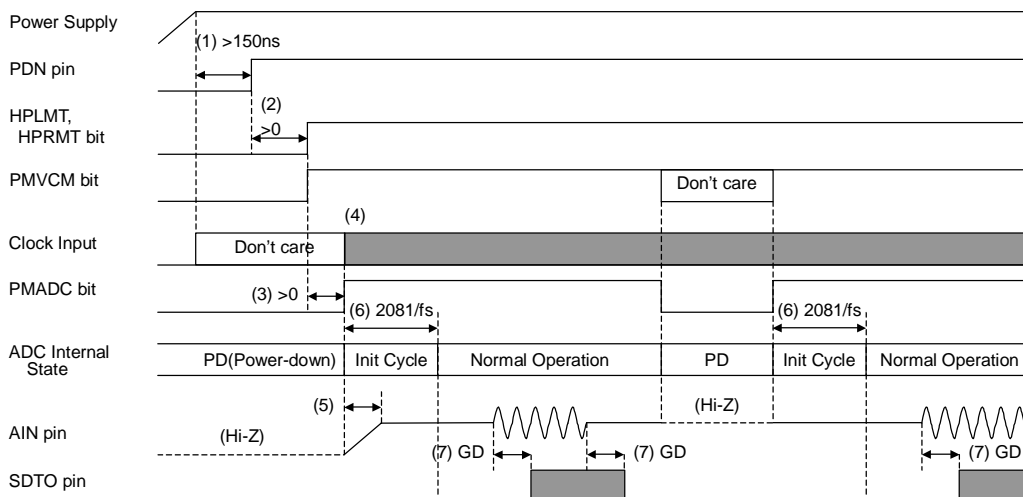 Power Supply
(1) >150ns
PDN pin
(2)
>0
HPLMT,
HPRMT bit
PMVCM bit
Don't care
(4)
Clock Input
Don't care
PMADC bit
(3) >0
(6) 2081/fs
(6) 2081/fs
ADC Internal
State
PD(Power-down)
Init Cycle
Normal Operation
PD
Init Cycle
Normal Operation
(5)
(Hi-Z)
AIN pin
(Hi-Z)
(7) GD
(7) GD
(7) GD
SDTO pin